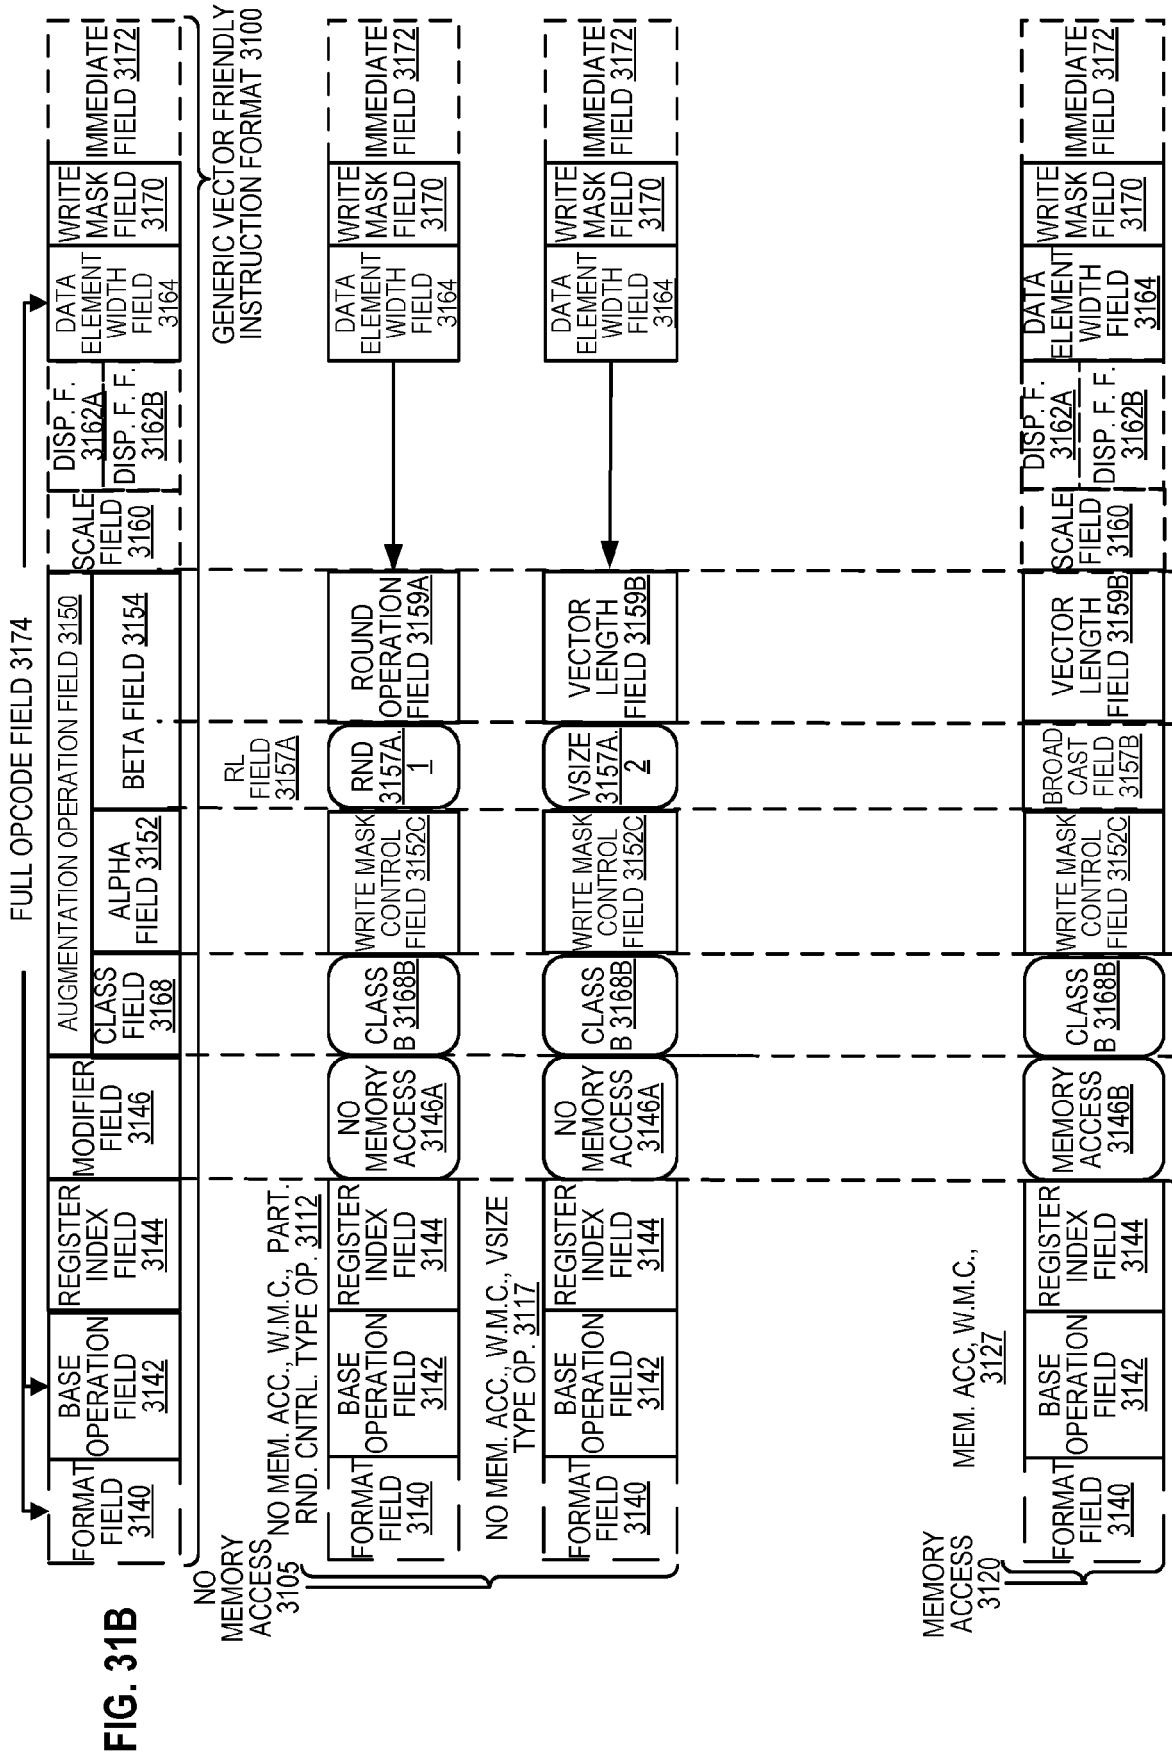 FIG. 31B
FULL OPCODE FIELD 3174
FORMAT
FIELD
3140
BASE
OPERATION
FIELD
3142
REGISTER
INDEX
FIELD
3144
MODIFIER
FIELD
3146
AUGMENTATION OPERATION FIELD 3150
CLASS
FIELD
3168
ALPHA
FIELD 3152
BETA FIELD 3154
SCALE
FIELD
3160
DISP. F.
3162A
DISP. F. F.
3162B
DATA
ELEMENT
WIDTH
FIELD
3164
WRITE
MASK
FIELD
3170
IMMEDIATE
FIELD 3172
GENERIC VECTOR FRIENDLY
INSTRUCTION FORMAT 3100
NO
MEMORY
ACCESS
3105
NO MEM. ACC., W.M.C., PART.
RND. CNTRL. TYPE OP. 3112
RL
FIELD
3157A
FORMAT
FIELD
3140
BASE
OPERATION
FIELD
3142
REGISTER
INDEX
FIELD
3144
NO
MEMORY
ACCESS
3146A
CLASS
B 3168B
WRITE MASK
CONTROL
FIELD 3152C
RND
3157A.
1
ROUND
OPERATION
FIELD 3159A
DATA
ELEMENT
WIDTH
FIELD
3164
WRITE
MASK
FIELD
3170
IMMEDIATE
FIELD 3172
NO MEM. ACC., W.M.C., VSIZE
TYPE OP. 3117
FORMAT
FIELD
3140
BASE
OPERATION
FIELD
3142
REGISTER
INDEX
FIELD
3144
NO
MEMORY
ACCESS
3146A
CLASS
B 3168B
WRITE MASK
CONTROL
FIELD 3152C
VSIZE
3157A.
2
VECTOR
LENGTH
FIELD 3159B
DATA
ELEMENT
WIDTH
FIELD
3164
WRITE
MASK
FIELD
3170
IMMEDIATE
FIELD 3172
MEMORY
ACCESS
3120
MEM. ACC, W.M.C.,
3127
FORMAT
FIELD
3140
BASE
OPERATION
FIELD
3142
REGISTER
INDEX
FIELD
3144
MEMORY
ACCESS
3146B
CLASS
B 3168B
WRITE MASK
CONTROL
FIELD 3152C
BROAD
CAST
FIELD
3157B
VECTOR
LENGTH
FIELD 3159B
SCALE
FIELD
3160
DISP. F.
3162A
DISP. F. F.
3162B
DATA
ELEMENT
WIDTH
FIELD
3164
WRITE
MASK
FIELD
3170
IMMEDIATE
FIELD 3172